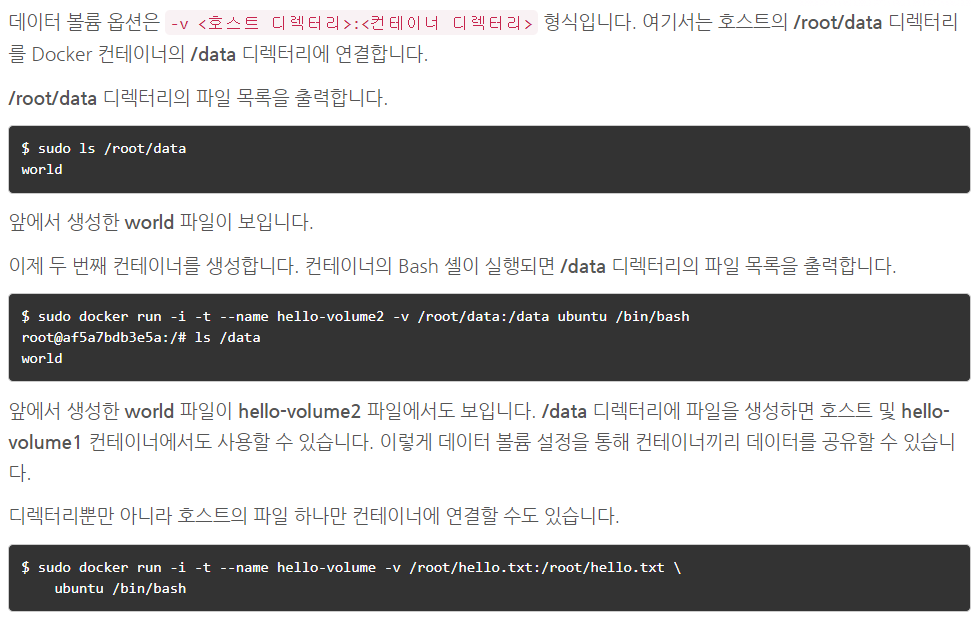 데이터 볼륨 옵션은 -v <호스트 디렉터리>:<컨테이너 디렉터리> 형식입니다. 여기서는 호스트의 /root/data 디렉터리
를 Docker 컨테이너의 /data 디렉터리에 연결합니다.
/root/data 디렉터리의 파일 목록을 출력합니다.
$ sudo ls /root/data
world
앞에서 생성한 world 파일이 보입니다.
이제 두 번째 컨테이너를 생성합니다. 컨테이너의 Bash 셸이 실행되면 /data 디렉터리의 파일 목록을 출력합니다.
$ sudo docker run -i -t --name hello-volume2 -v /root/data:/data ubuntu /bin/bash
root@af5a7bdb3e5a:/# ls /data
world
앞에서 생성한 world 파일이 hello-volume2 파일에서도 보입니다. /data 디렉터리에 파일을 생성하면 호스트 및 hello-
volume1 컨테이너에서도 사용할 수 있습니다. 이렇게 데이터 볼륨 설정을 통해 컨테이너끼리 데이터를 공유할 수 있습니
다.
디렉터리뿐만 아니라 호스트의 파일 하나만 컨테이너에 연결할 수도 있습니다.
$ sudo docker run -i -t --name hello-volume -v /root/hello.txt:/root/hello.txt \
ubuntu /bin/bash